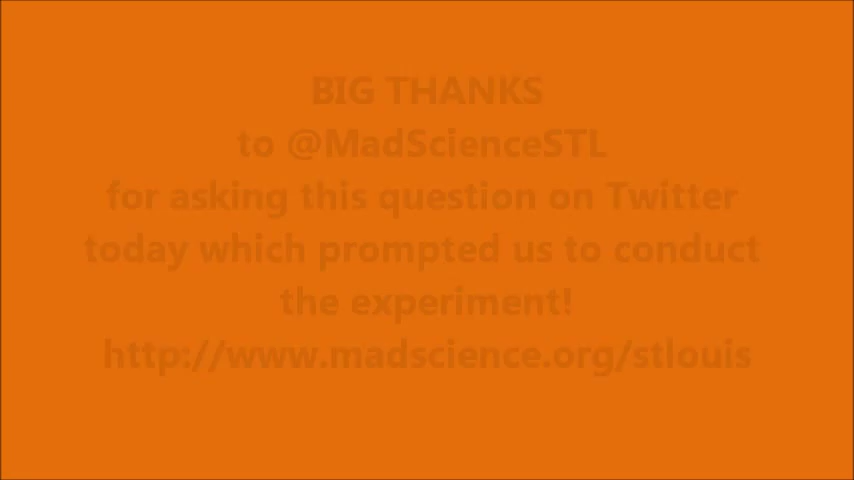 BIG THANKS
to @MadScienceSTL
for asking this question on Twitter
today which prompted us to conduct
the experiment!
http://www.madscience.org/stlouis